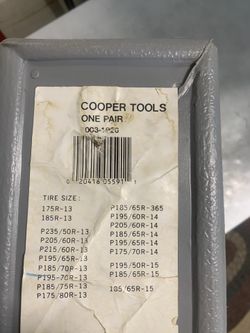 COOPER TOOLS
ONE PAIR
003-1926
0 20418 05591
TIRE SIZE:
175R-13
185R-13
P235/50R-13
P205/60R-13
P215/60R-13
P195/65R-13
P185/70R-13
P195-70R-13
P185/75R-13
P175/80R-13
P185/65R-365
P195/60R-14
P205/60R-14
P185/65R-14
P195/65R-14
P175/70R-14
P195/50R-15
P185/65R-15
185/65R-15